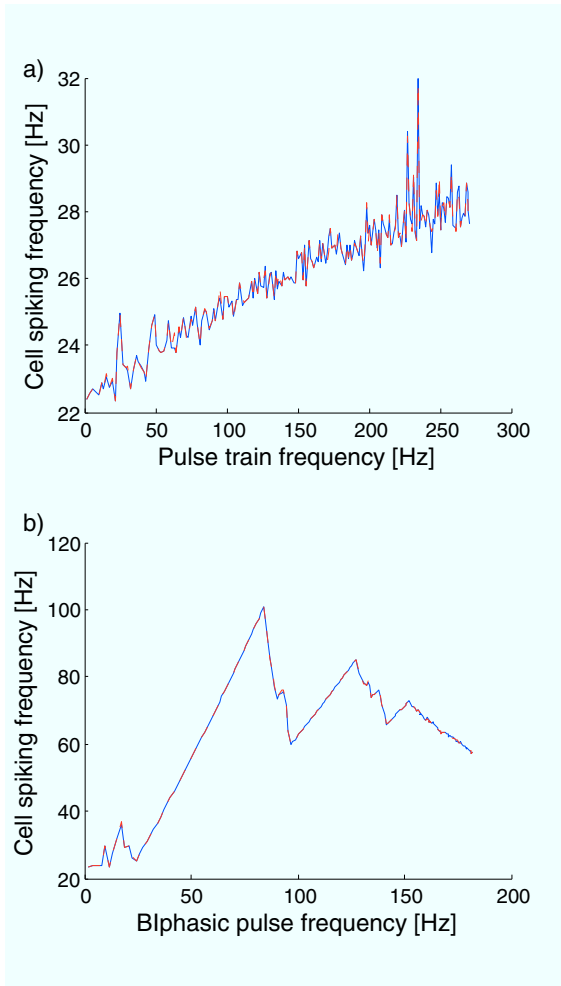 a)
32
30
28
26
24
22
Cell spiking frequency [Hz]
0 50 100 150 200 250 300
Pulse train frequency [Hz]
b)
120
100
80
60
40
20
Cell spiking frequency [Hz]
0 50 100 150 200
BIphasic pulse frequency [Hz]